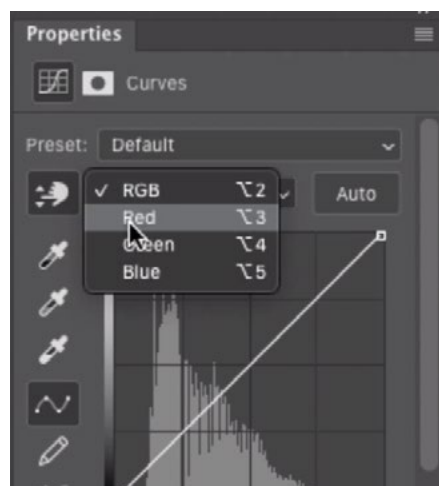 Properties
Curves
Preset: Default
✓ RGB ⌥2
Auto
Red ⌥3
Green ⌥4
Blue ⌥5